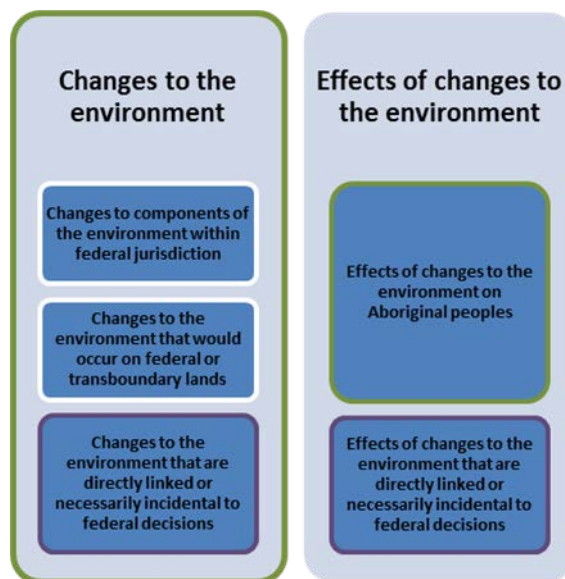 Changes to the
environment
Changes to components of
the environment within
federal jurisdiction
Changes to the
environment that would
occur on federal or
transboundary lands
Changes to the
environment that are
directly linked or
necessarily incidental to
federal decisions
Effects of changes to
the environment
Effects of changes to the
environment on
Aboriginal peoples
Effects of changes to the
environment that are
directly linked or
necessarily incidental to
federal decisions